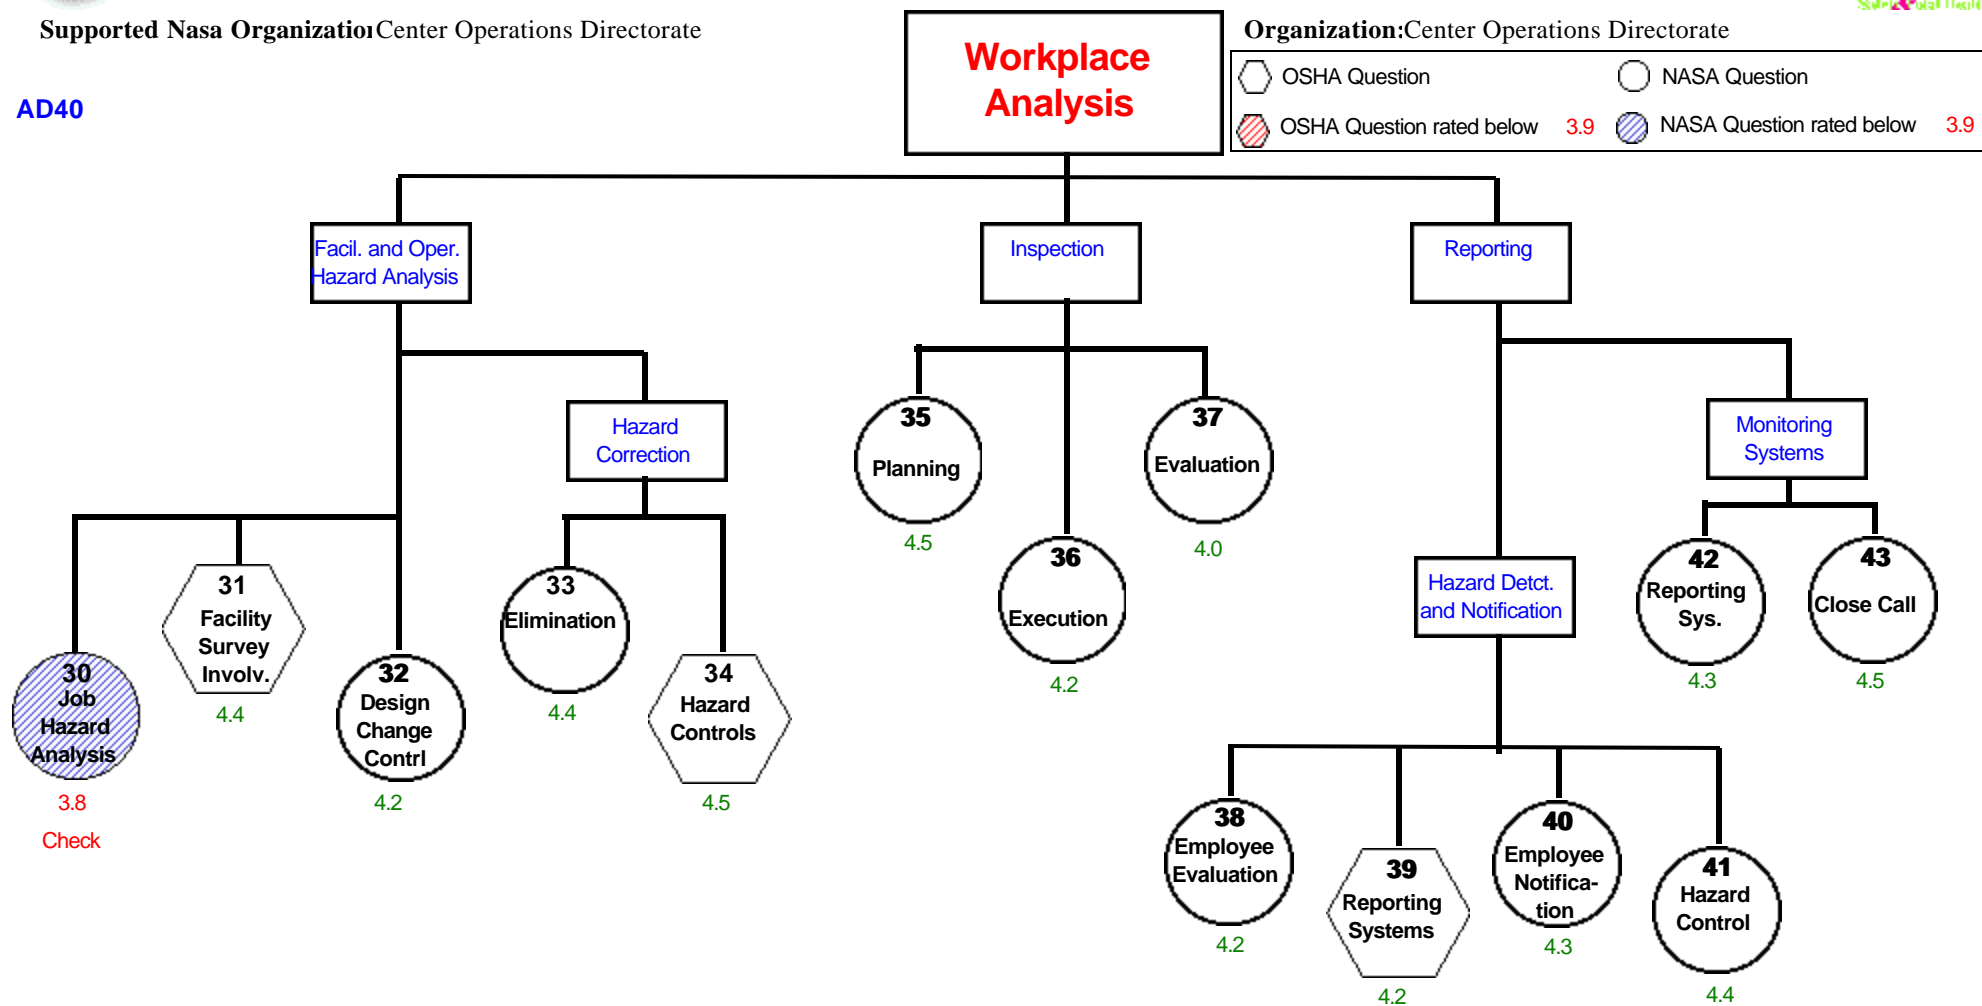 Supported Nasa Organization Center Operations Directorate
Organization: Center Operations Directorate
Workplace
Analysis
AD40
OSHA Question
NASA Question
OSHA Question rated below 3.9
NASA Question rated below 3.9
Facil. and Oper.
Hazard Analysis
Inspection
Reporting
Hazard
Correction
Monitoring
Systems
Hazard Detct.
and Notification
30
Job
Hazard
Analysis
3.8
Check
31
Facility
Survey
Involv.
4.4
32
Design
Change
Contrl
4.2
33
Elimination
4.4
34
Hazard
Controls
4.5
35
Planning
4.5
36
Execution
4.2
37
Evaluation
4.0
38
Employee
Evaluation
4.2
39
Reporting
Systems
4.2
40
Employee
Notifica-
tion
4.3
41
Hazard
Control
4.4
42
Reporting
Sys.
4.3
43
Close Call
4.5